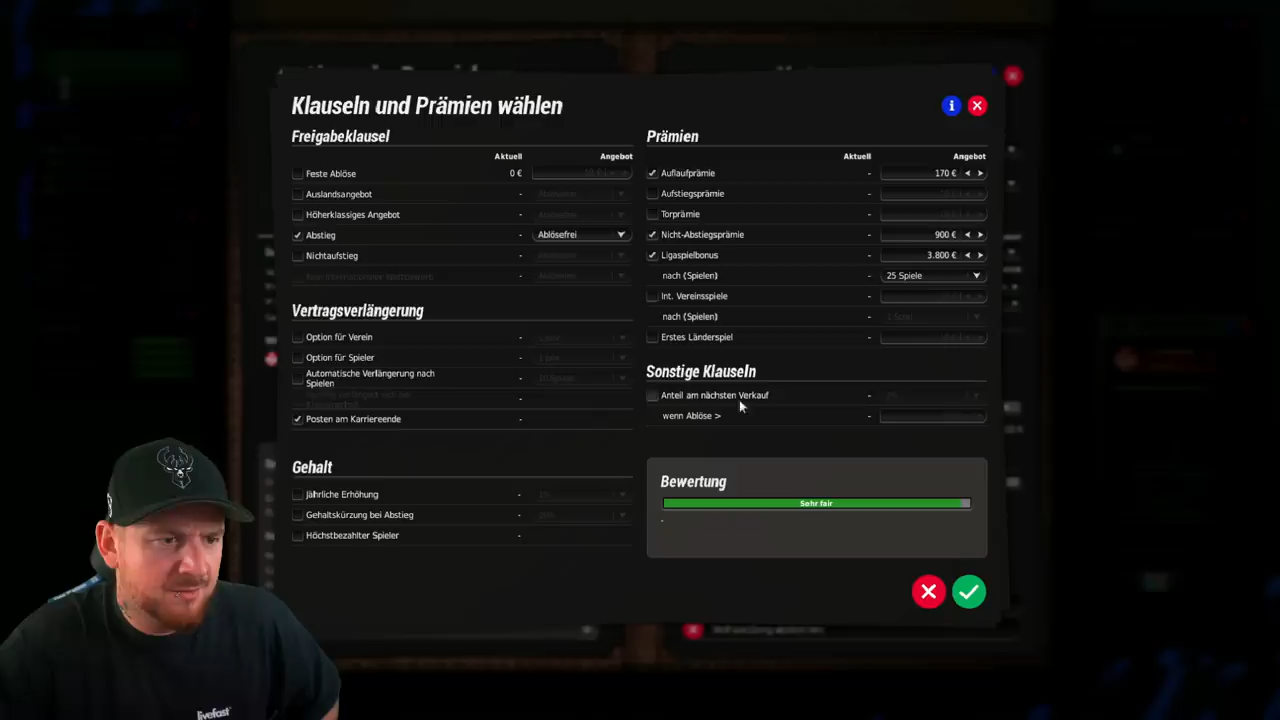 Klauseln und Prämien wählen
Freigabeklausel
Aktuell Angebot
Feste Ablöse 0 €
Auslandsangebot -
Höherklassiges Angebot -
Abstieg - Ablösefrei
Nichtaufstieg -
Vertragsverlängerung
Option für Verein -
Option für Spieler -
Automatische Verlängerung nach -
Spielen
Posten am Karriereende -
Gehalt
Jährliche Erhöhung -
Gehaltskürzung bei Abstieg -
Höchstbezahlter Spieler -
Prämien
Aktuell Angebot
Auflaufprämie - 170 €
Aufstiegsprämie -
Torprämie -
Nicht-Abstiegsprämie - 900 €
Ligaspielbonus - 3.800 €
nach (Spielen) - 25 Spiele
Int. Vereinsspiele -
nach (Spielen) -
Erstes Länderspiel -
Sonstige Klauseln
Anteil am nächsten Verkauf -
wenn Ablöse > -
Bewertung
Sehr fair
-
livefast